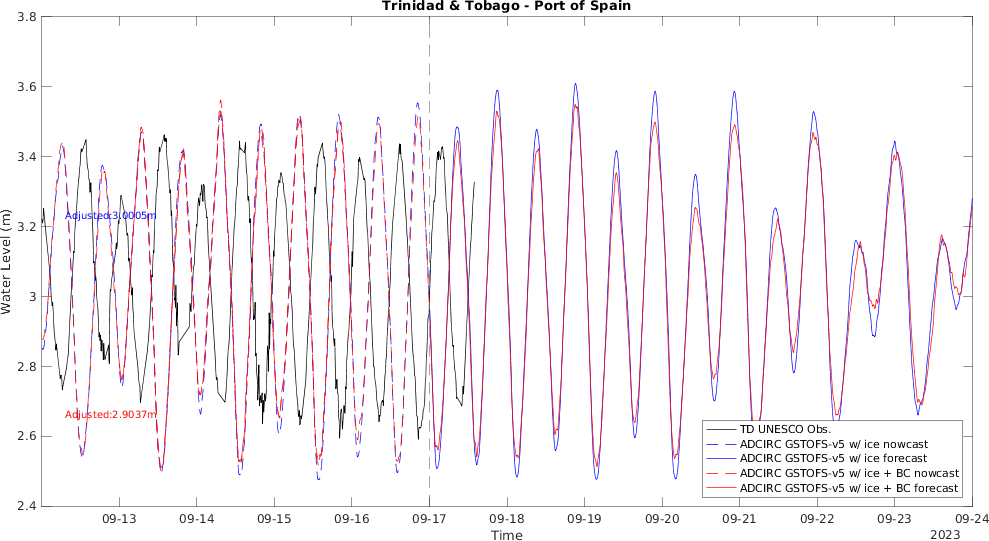 Trinidad & Tobago - Port of Spain
3.8
3.6
3.4
3.2
3
2.8
2.6
2.4
Water Level (m)
Adjusted:3.0005m
Adjusted:2.9037m
TD UNESCO Obs.
ADCIRC GSTOFS-v5 w/ ice nowcast
ADCIRC GSTOFS-v5 w/ ice forecast
ADCIRC GSTOFS-v5 w/ ice + BC nowcast
ADCIRC GSTOFS-v5 w/ ice + BC forecast
09-13 09-14 09-15 09-16 09-17 09-18 09-19 09-20 09-21 09-22 09-23 09-24
Time
2023